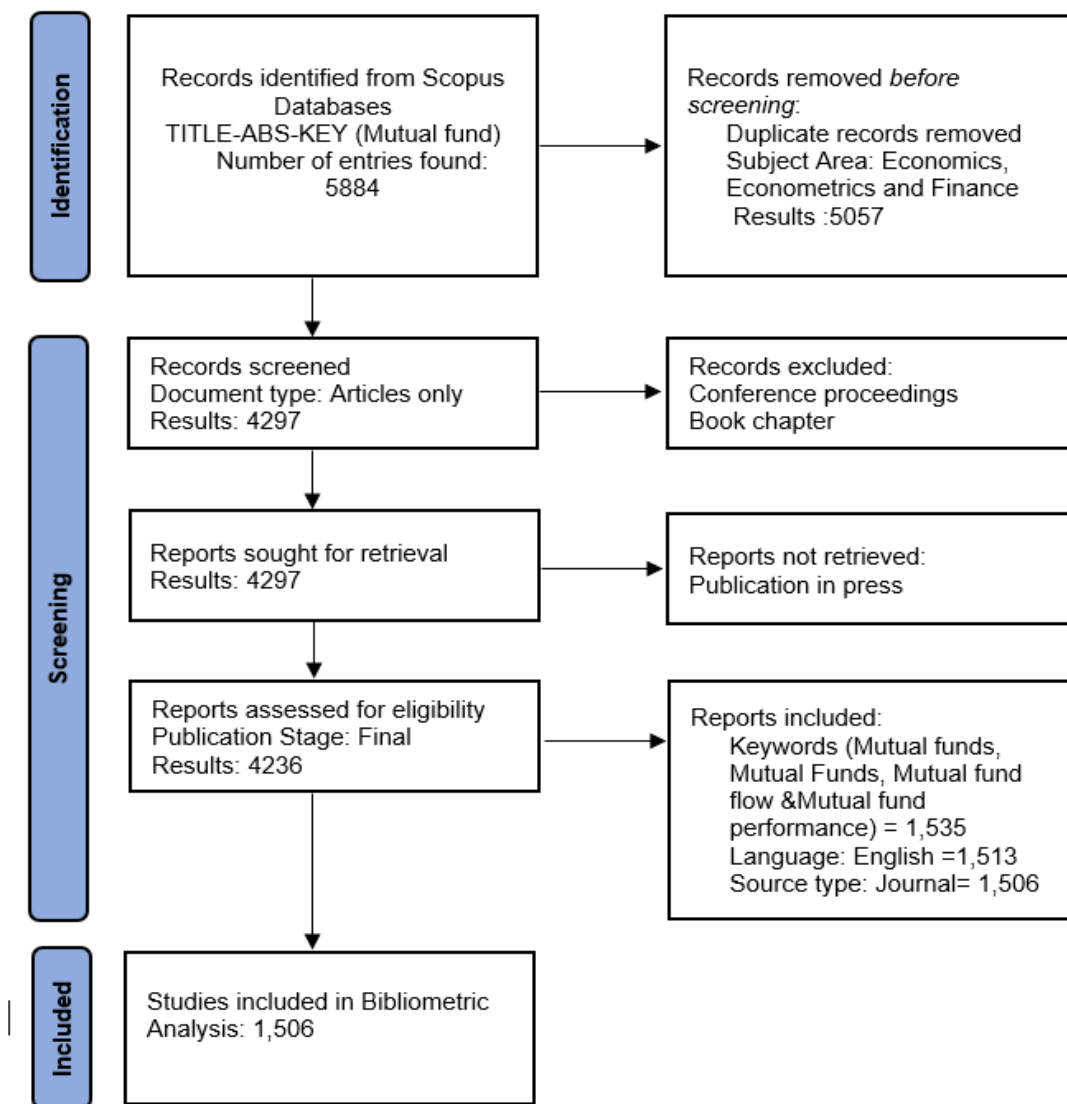 Identification
Records identified from Scopus
Databases
TITLE-ABS-KEY (Mutual fund)
Number of entries found:
5884
Records removed before
screening:
Duplicate records removed
Subject Area: Economics,
Econometrics and Finance
Results :5057
Screening
Records screened
Document type: Articles only
Results: 4297
Records excluded:
Conference proceedings
Book chapter
Reports sought for retrieval
Results: 4297
Reports not retrieved:
Publication in press
Reports assessed for eligibility
Publication Stage: Final
Results: 4236
Reports included:
Keywords (Mutual funds,
Mutual Funds, Mutual fund
flow &Mutual fund
performance) = 1,535
Language: English =1,513
Source type: Journal= 1,506
Included
Studies included in Bibliometric
Analysis: 1,506